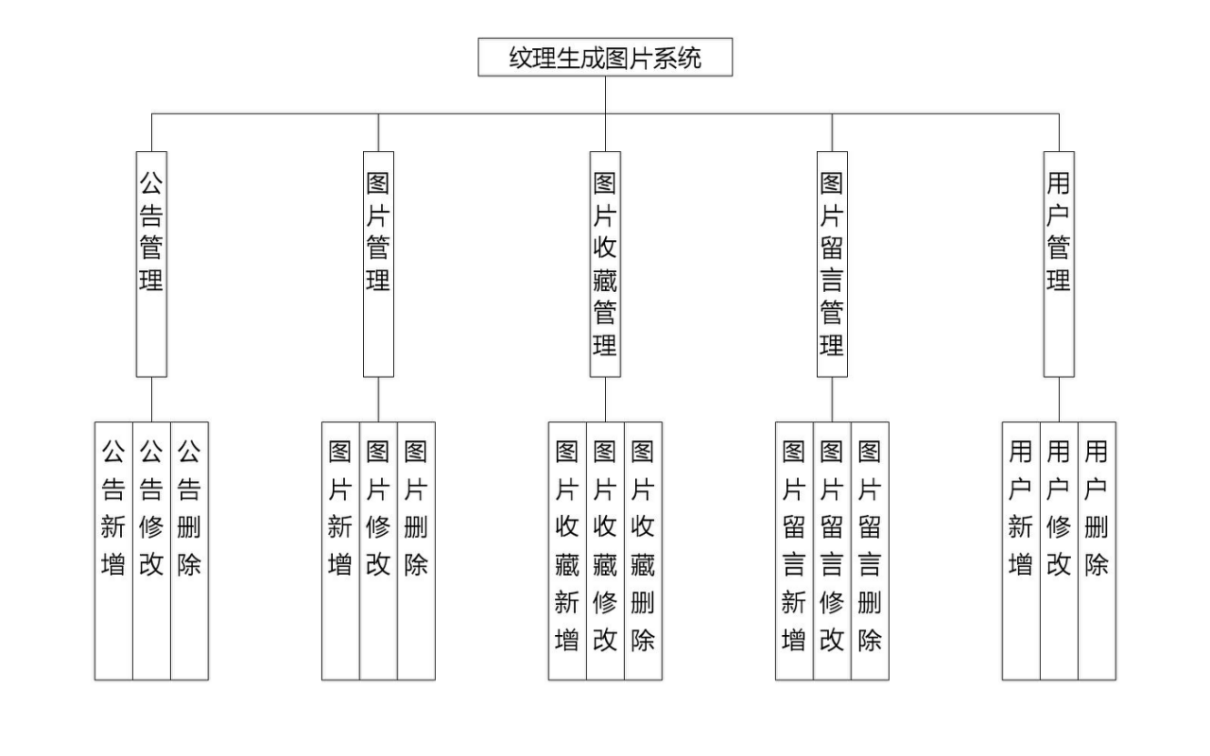 纹理生成图片系统
公告管理
图片管理
图片收藏管理
图片留言管理
用户管理
公告新增
公告修改
公告删除
图片新增
图片修改
图片删除
图片收藏新增
图片收藏修改
图片收藏删除
图片留言新增
图片留言修改
图片留言删除
用户新增
用户修改
用户删除